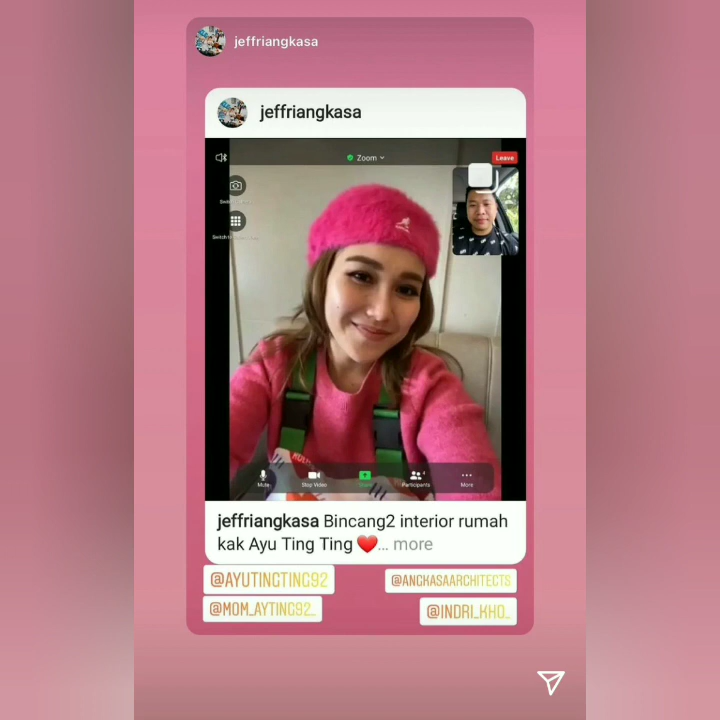 jeffriangkasa
jeffriangkasa
Zoom
Leave
Mute
Stop Video
Share
Participants
More
jeffriangkasa Bincang2 interior rumah
kak Ayu Ting Ting ❤️... more
@AYUTINGTING92
@ANGKASAARCHITECTS
@MOM_AYTING92_
@INDRI_KHO_